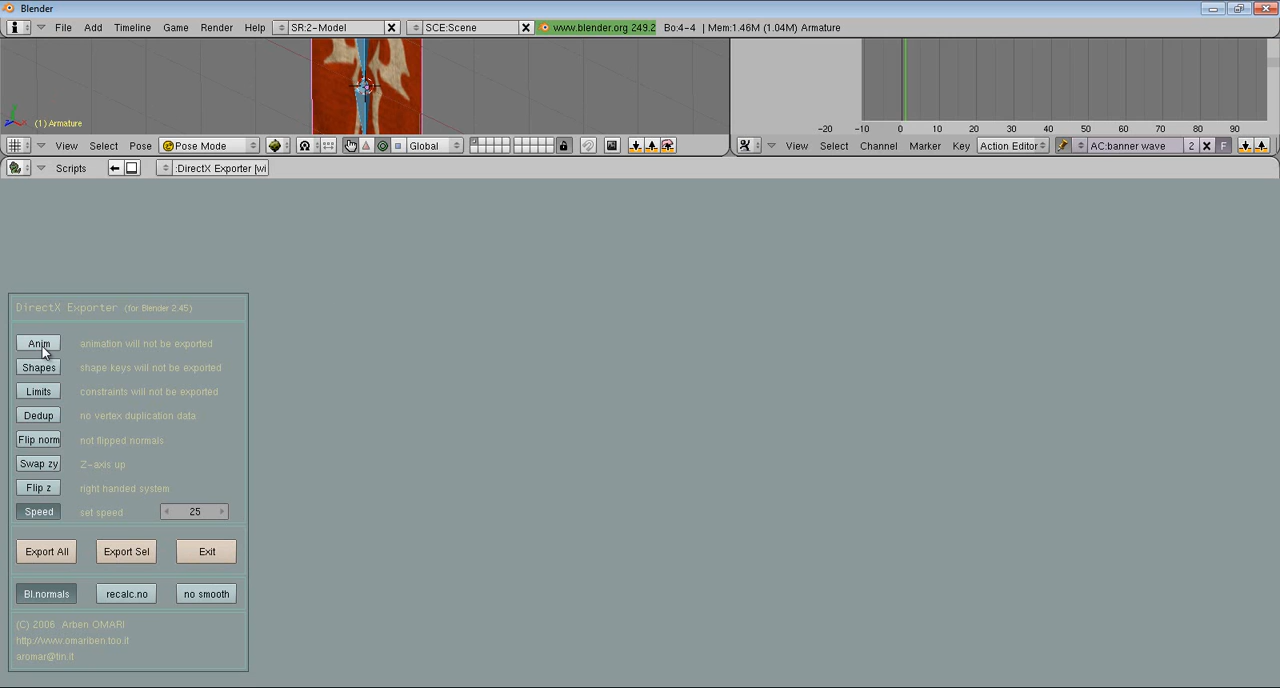 Blender
File Add Timeline Game Render Help SR:2-Model SCE:Scene www.blender.org 249.2 Bo:4-4 | Mem:1.46M (1.04M) Armature
(1) Armature
-20 -10 0 10 20 30 40 50 60 70 80 90
View Select Pose Pose Mode Global View Select Channel Marker Key Action Editor AC:banner wave 2 F
Scripts :DirectX Exporter [wi
DirectX Exporter (for Blender 2.45)
Anim animation will not be exported
Shapes shape keys will not be exported
Limits constraints will not be exported
Dedup no vertex duplication data
Flip norm not flipped normals
Swap zy Z-axis up
Flip z right handed system
Speed set speed 25
Export All Export Sel Exit
Bl.normals recalc.no no smooth
(C) 2006 Arben OMARI
http://www.omariben.too.it
aromar@tin.it